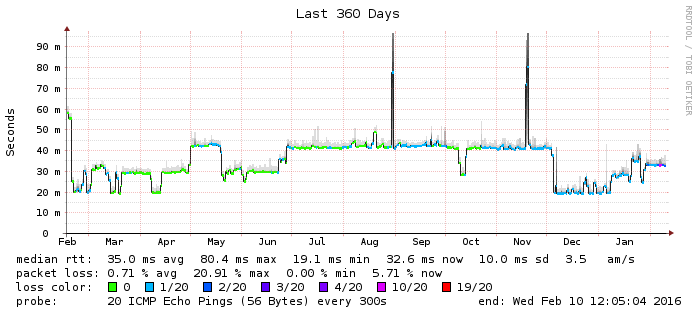 Last 360 Days
90 m
80 m
70 m
60 m
50 m
40 m
30 m
20 m
10 m
0
Seconds
RRDTOOL / TOBI OETIKER
Feb Mar Apr May Jun Jul Aug Sep Oct Nov Dec Jan
median rtt: 35.0 ms avg 80.4 ms max 19.1 ms min 32.6 ms now 10.0 ms sd 3.5 am/s
packet loss: 0.71 % avg 20.91 % max 0.00 % min 5.71 % now
loss color: 0 1/20 2/20 3/20 4/20 10/20 19/20
probe: 20 ICMP Echo Pings (56 Bytes) every 300s end: Wed Feb 10 12:05:04 2016